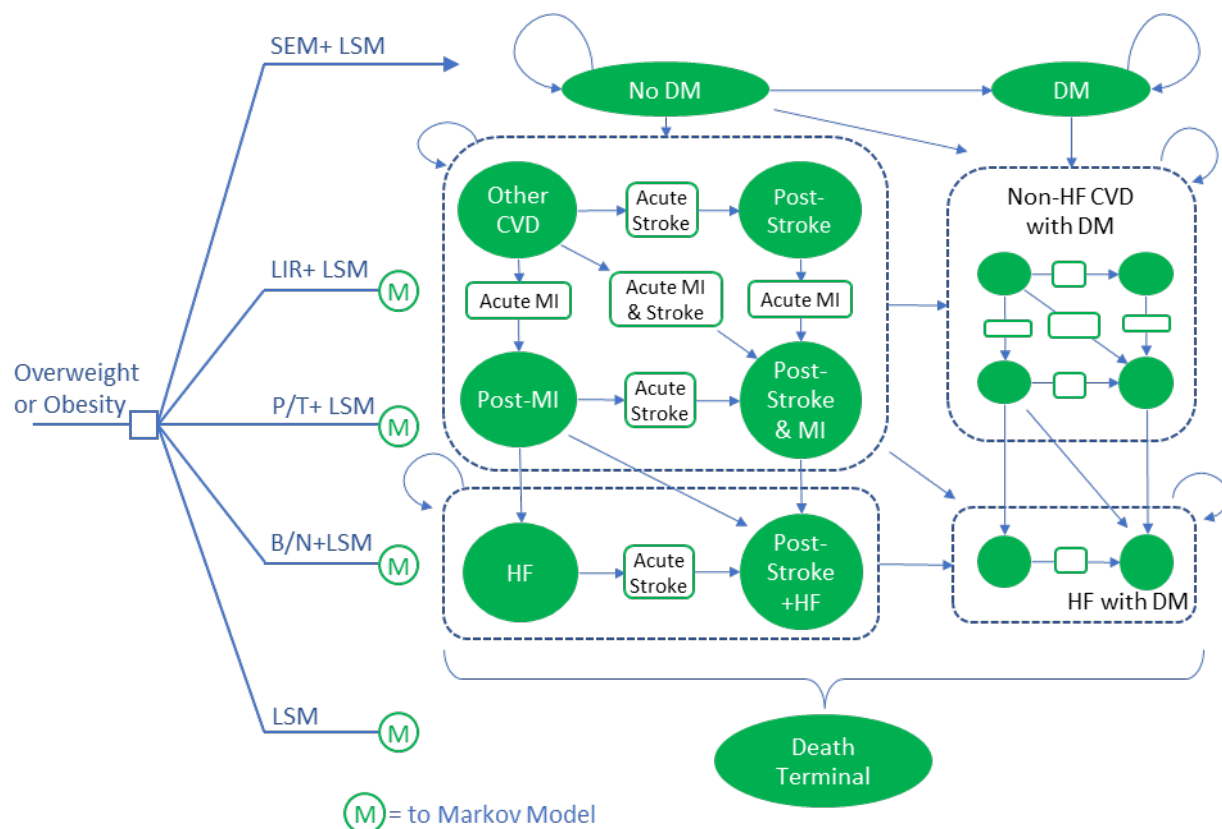 SEM+ LSM
No DM
DM
Other
CVD
Acute
Stroke
Post-
Stroke
Non-HF CVD
with DM
Acute MI
Acute MI
& Stroke
Acute MI
LIR+ LSM
M
Overweight
or Obesity
Post-MI
Acute
Stroke
Post-
Stroke
& MI
P/T+ LSM
M
B/N+LSM
M
HF
Acute
Stroke
Post-
Stroke
+HF
HF with DM
LSM
M
Death
Terminal
M = to Markov Model